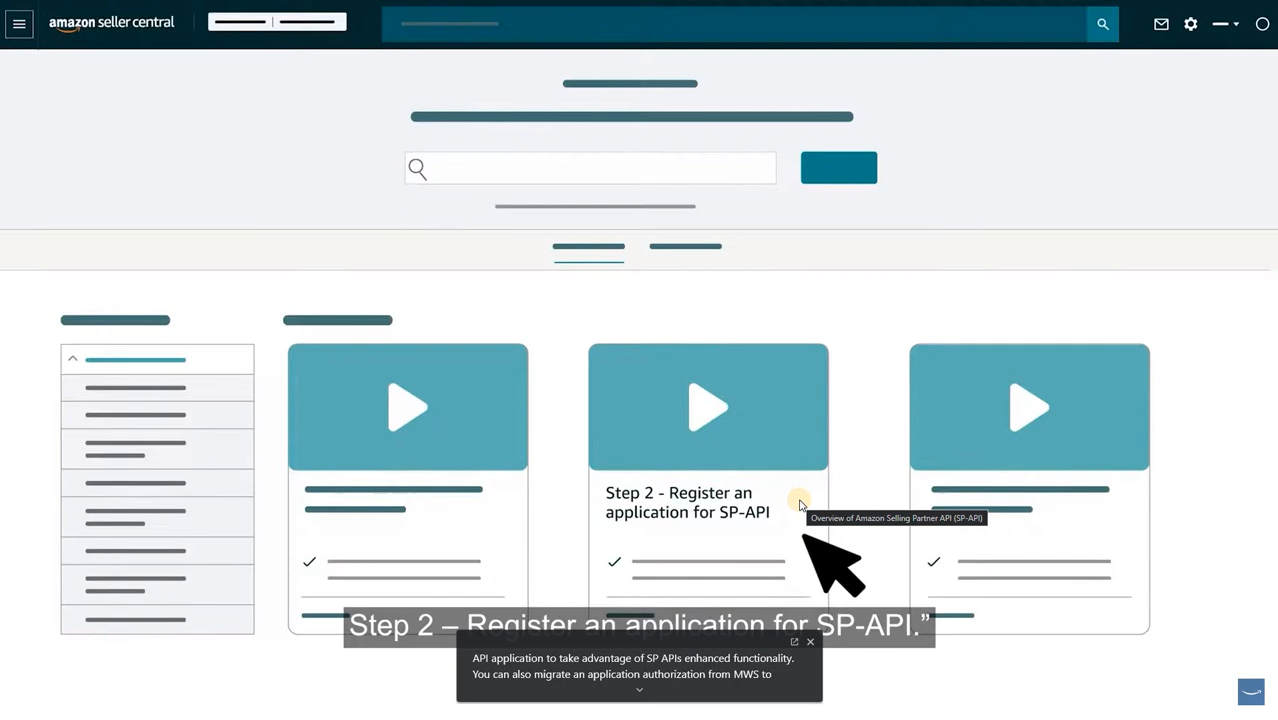 amazon seller central
Step 2 - Register an
application for SP-API
Overview of Amazon Selling Partner API (SP-API)
Step 2 – Register an application for SP-API.”
API application to take advantage of SP APIs enhanced functionality.
You can also migrate an application authorization from MWS to